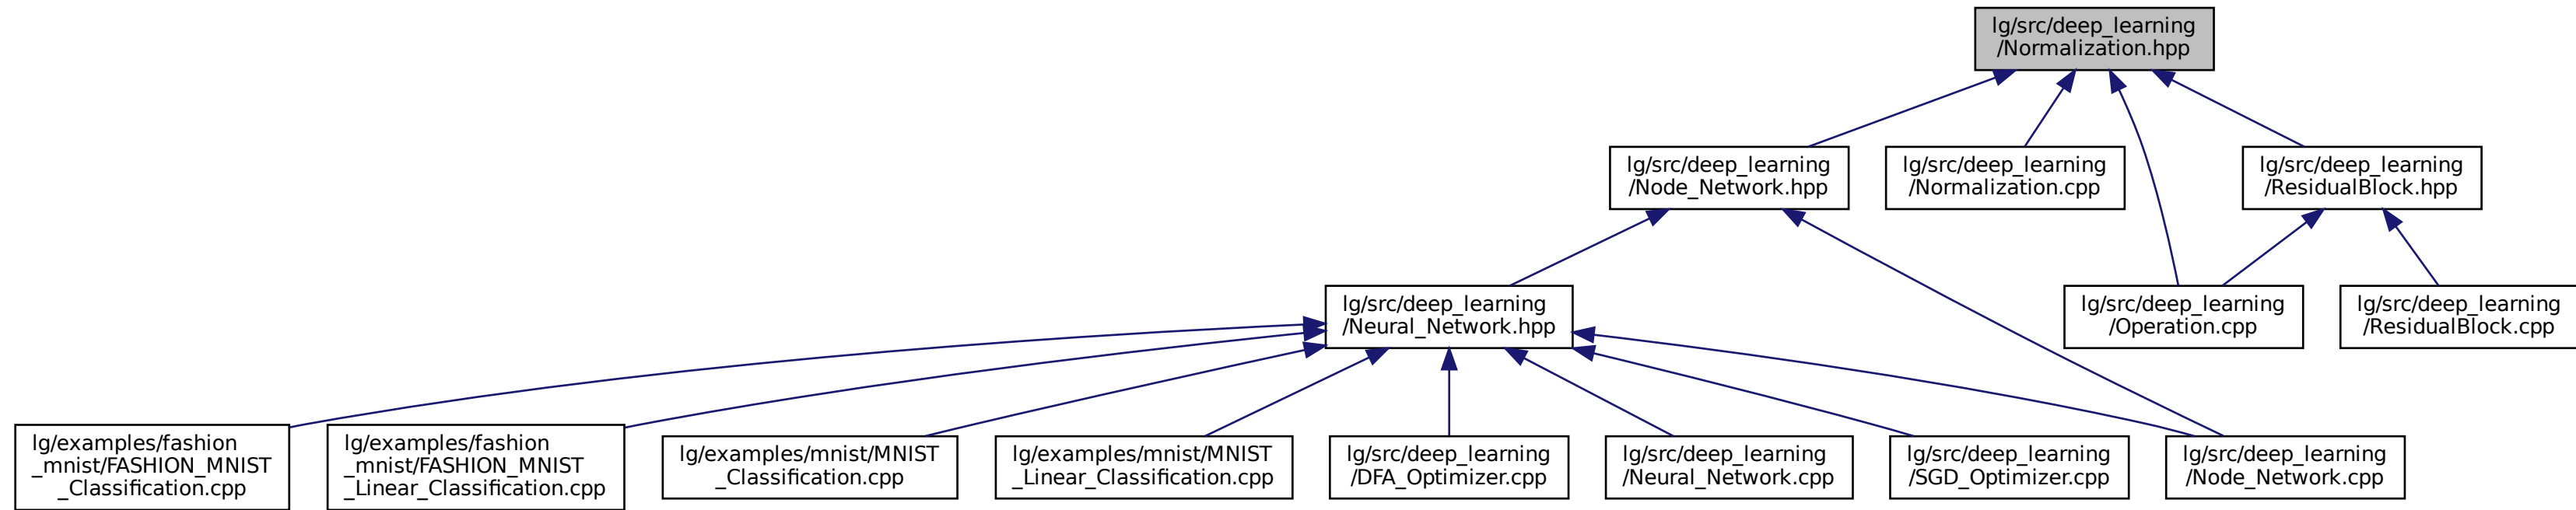 lg/src/deep_learning
/Normalization.hpp
lg/src/deep_learning
/Node_Network.hpp
lg/src/deep_learning
/Normalization.cpp
lg/src/deep_learning
/ResidualBlock.hpp
lg/src/deep_learning
/Neural_Network.hpp
lg/src/deep_learning
/Operation.cpp
lg/src/deep_learning
/ResidualBlock.cpp
lg/examples/fashion
_mnist/FASHION_MNIST
_Classification.cpp
lg/examples/fashion
_mnist/FASHION_MNIST
_Linear_Classification.cpp
lg/examples/mnist/MNIST
_Classification.cpp
lg/examples/mnist/MNIST
_Linear_Classification.cpp
lg/src/deep_learning
/DFA_Optimizer.cpp
lg/src/deep_learning
/Neural_Network.cpp
lg/src/deep_learning
/SGD_Optimizer.cpp
lg/src/deep_learning
/Node_Network.cpp